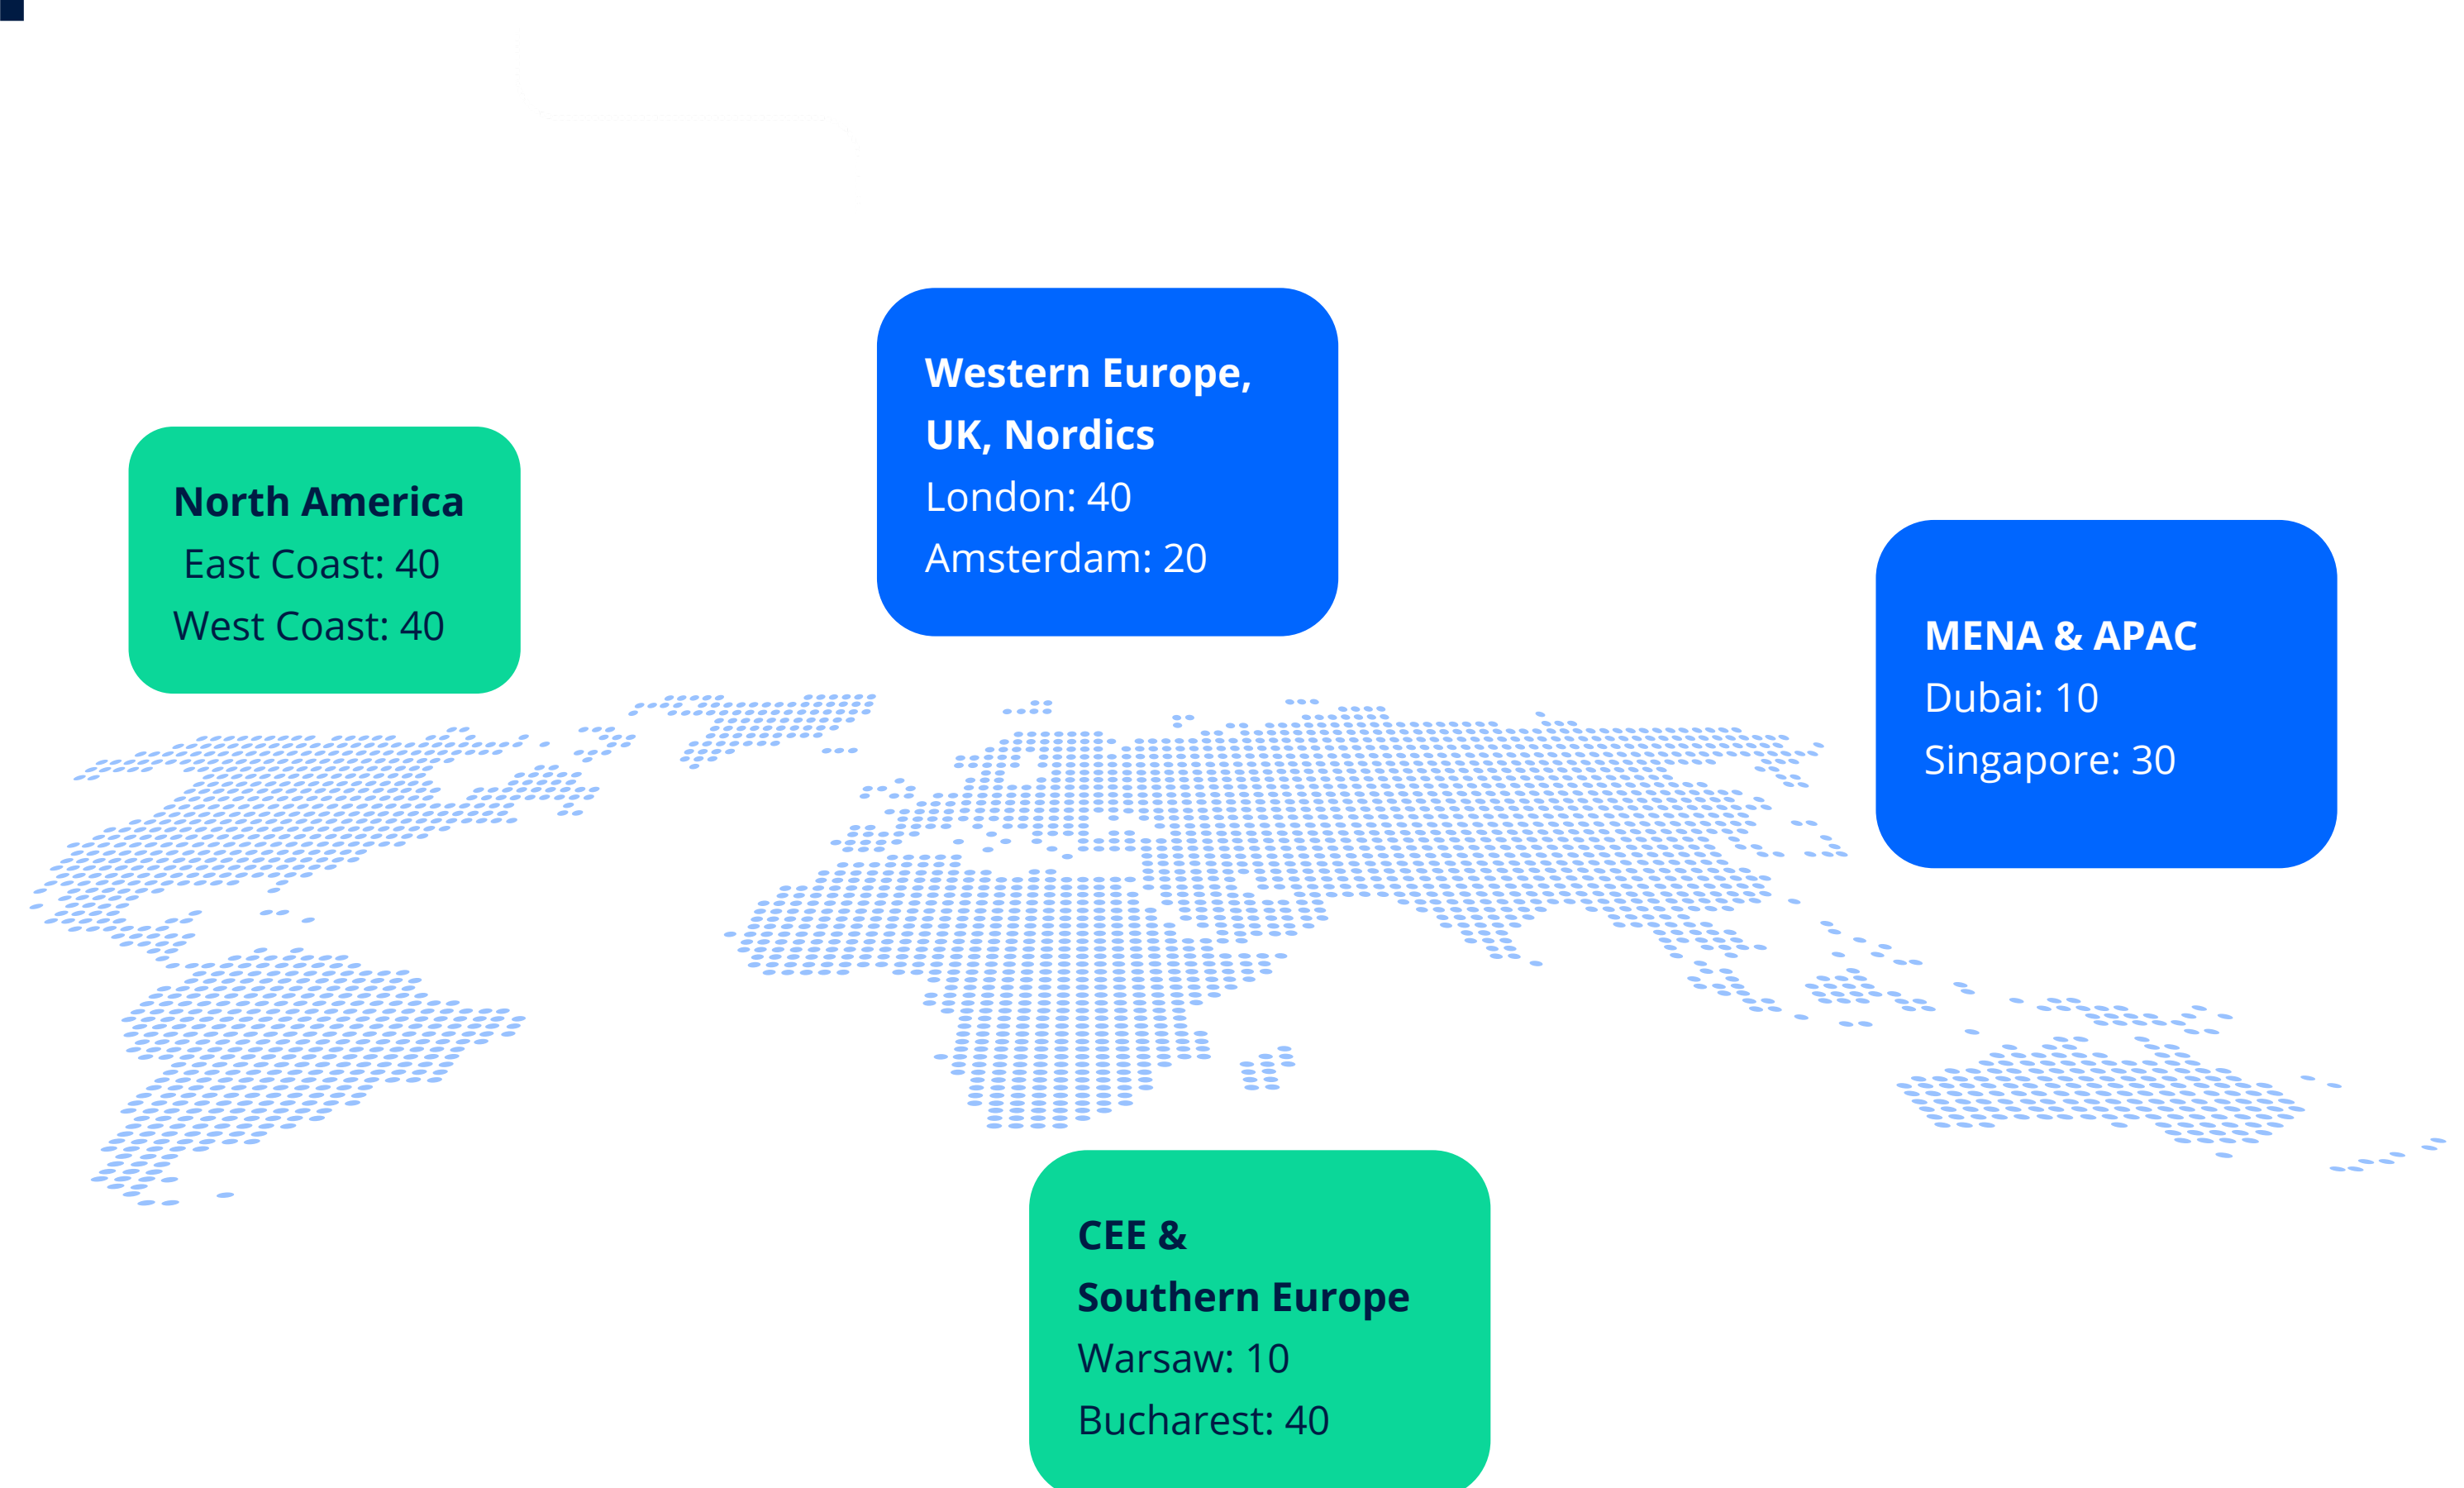 North America
East Coast: 40
West Coast: 40
Western Europe,
UK, Nordics
London: 40
Amsterdam: 20
MENA & APAC
Dubai: 10
Singapore: 30
CEE &
Southern Europe
Warsaw: 10
Bucharest: 40